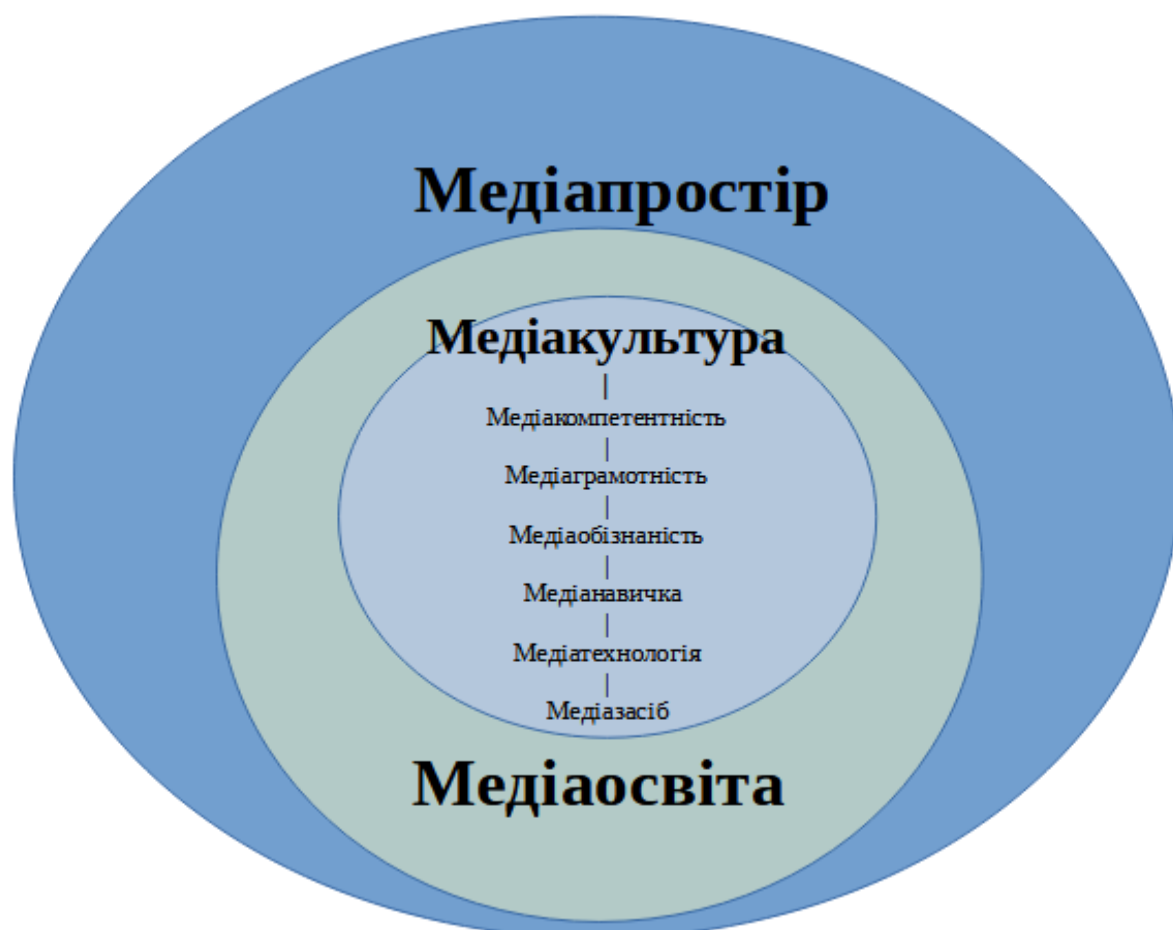 Медіапростір
Медіакультура
|
Медіакомпетентність
|
Медіаграмотність
|
Медіаобізнаність
|
Медіанавичка
|
Медіатехнологія
|
Медіазасіб
Медіаосвіта